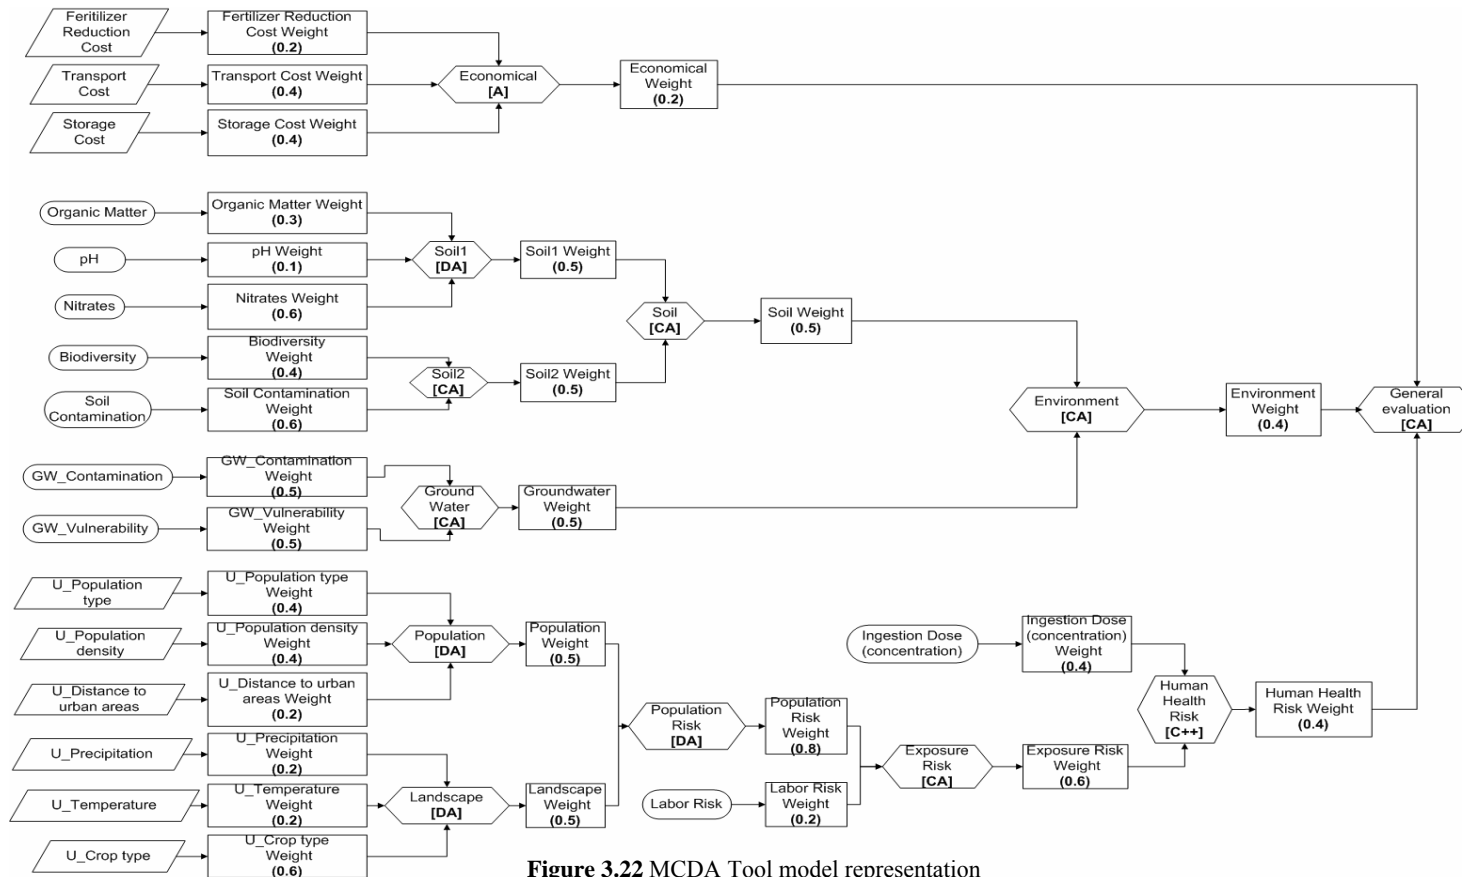 Feritilizer
Reduction
Cost
Fertilizer Reduction
Cost Weight
(0.2)
Transport
Cost
Transport Cost Weight
(0.4)
Economical
[A]
Economical
Weight
(0.2)
Storage
Cost
Storage Cost Weight
(0.4)
Organic Matter
Organic Matter Weight
(0.3)
pH
pH Weight
(0.1)
Soil1
[DA]
Soil1 Weight
(0.5)
Nitrates
Nitrates Weight
(0.6)
Soil
[CA]
Soil Weight
(0.5)
Biodiversity
Biodiversity
Weight
(0.4)
Soil2
[CA]
Soil2 Weight
(0.5)
Soil
Contamination
Soil Contamination
Weight
(0.6)
Environment
[CA]
Environment
Weight
(0.4)
General
evaluation
[CA]
GW_Contamination
GW_Contamination
Weight
(0.5)
Ground
Water
[CA]
Groundwater
Weight
(0.5)
GW_Vulnerability
GW_Vulnerability
Weight
(0.5)
U_Population
type
U_Population type
Weight
(0.4)
U_Population
density
U_Population density
Weight
(0.4)
Population
[DA]
Population
Weight
(0.5)
Ingestion Dose
(concentration)
Ingestion Dose
(concentration)
Weight
(0.4)
U_Distance to
urban areas
U_Distance to urban
areas Weight
(0.2)
Population
Risk
[DA]
Population
Risk
Weight
(0.8)
Human
Health
Risk
[C++]
Human Health
Risk Weight
(0.4)
U_Precipitation
U_Precipitation
Weight
(0.2)
Exposure
Risk
[CA]
Exposure Risk
Weight
(0.6)
U_Temperature
U_Temperature
Weight
(0.2)
Landscape
[DA]
Landscape
Weight
(0.5)
Labor Risk
Labor Risk
Weight
(0.2)
U_Crop type
U_Crop type
Weight
(0.6)
Figure 3.22 MCDA Tool model representation